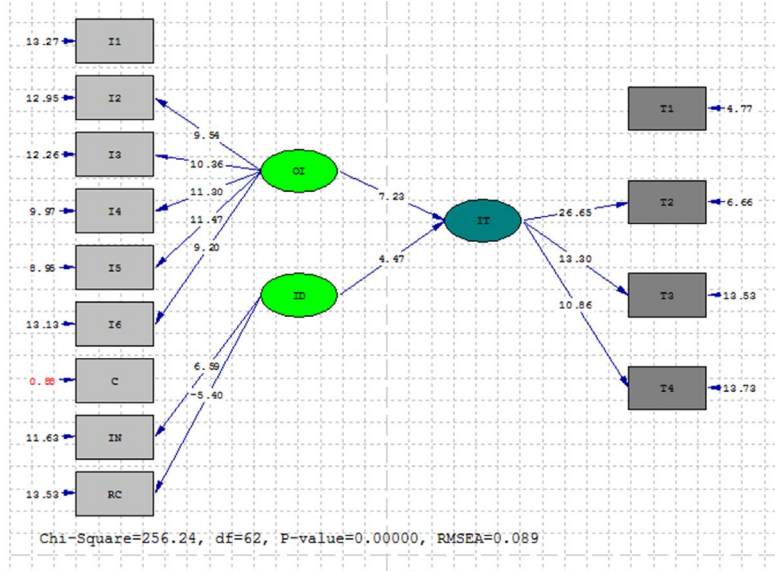 13.27 I1
T1 4.77
12.95 I2
9.54
12.26 I3
10.36 OI
11.30 7.23
9.97 I4
11.47 IT 26.65 T2 6.66
9.20
8.95 I5
4.47 13.30
ID T3 13.53
10.86
13.13 I6
6.59
0.88 C T4 13.73
-5.40
11.63 IN
13.53 RC
Chi-Square=256.24, df=62, P-value=0.00000, RMSEA=0.089